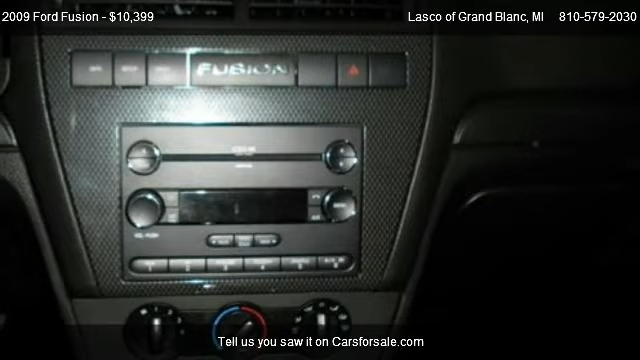 2009 Ford Fusion - $10,399
Lasco of Grand Blanc, MI 810-579-2030
FUSION
Tell us you saw it on Carsforsale.com